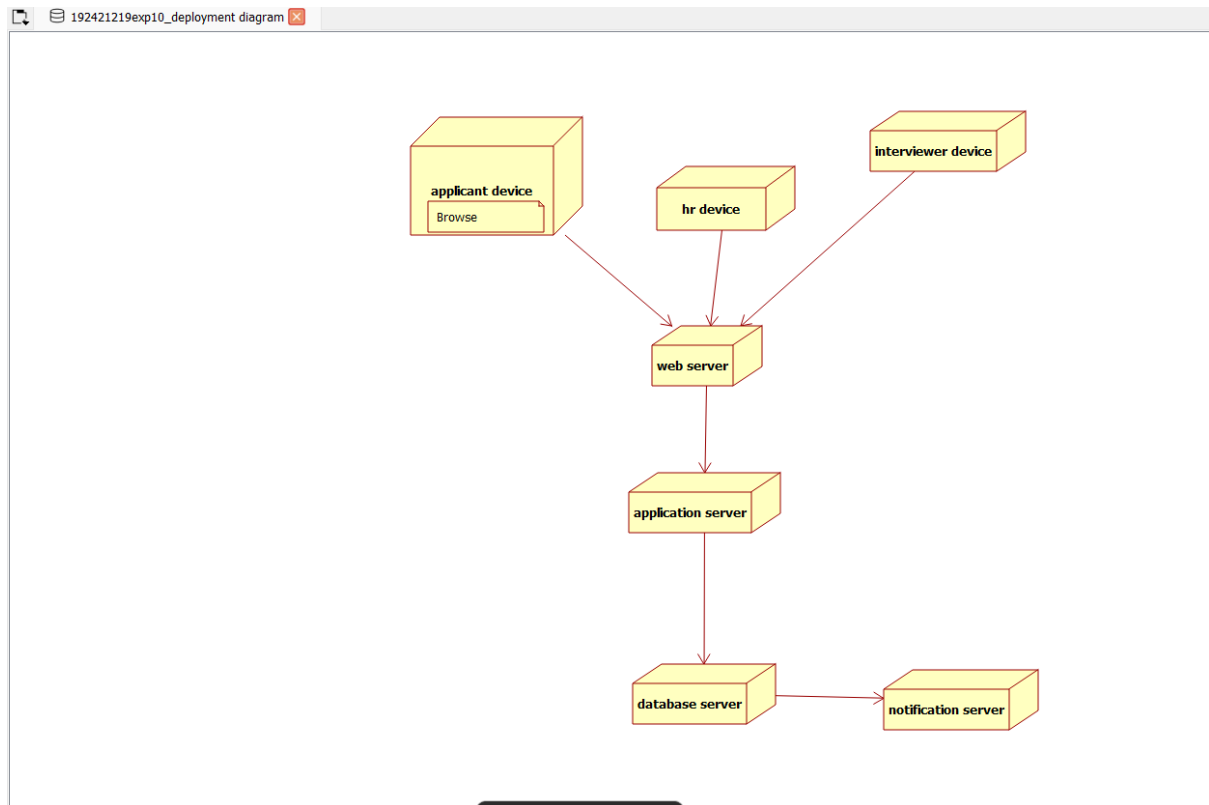 192421219exp10_deployment diagram
interviewer device
applicant device
hr device
Browse
web server
application server
database server
notification server